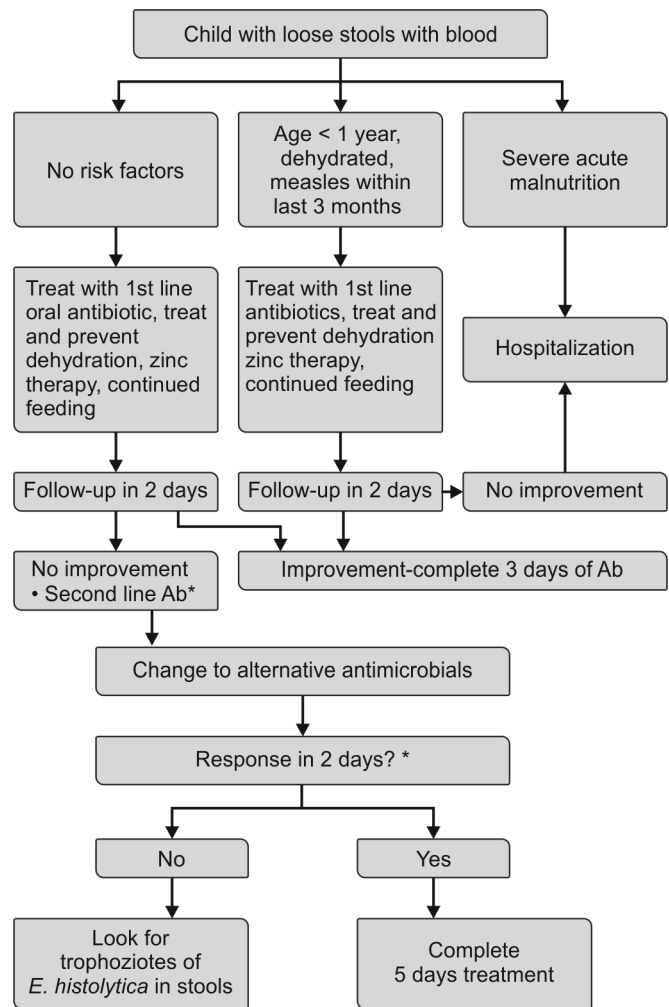 Child with loose stools with blood
No risk factors
Age < 1 year,
dehydrated,
measles within
last 3 months
Severe acute
malnutrition
Treat with 1st line
oral antibiotic, treat
and prevent
dehydration, zinc
therapy, continued
feeding
Treat with 1st line
antibiotics, treat and
prevent dehydration
zinc therapy,
continued feeding
Hospitalization
Follow-up in 2 days
Follow-up in 2 days
No improvement
No improvement
• Second line Ab*
Improvement-complete 3 days of Ab
Change to alternative antimicrobials
Response in 2 days? *
No
Yes
Look for
trophoziotes of
E. histolytica in stools
Complete
5 days treatment